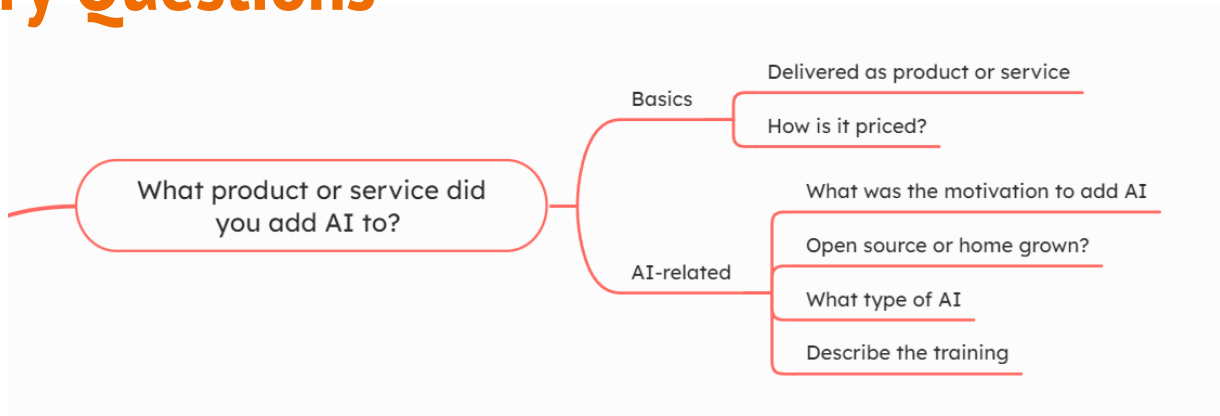 ry Questions
What product or service did
you add AI to?
Basics
Delivered as product or service
How is it priced?
AI-related
What was the motivation to add AI
Open source or home grown?
What type of AI
Describe the training